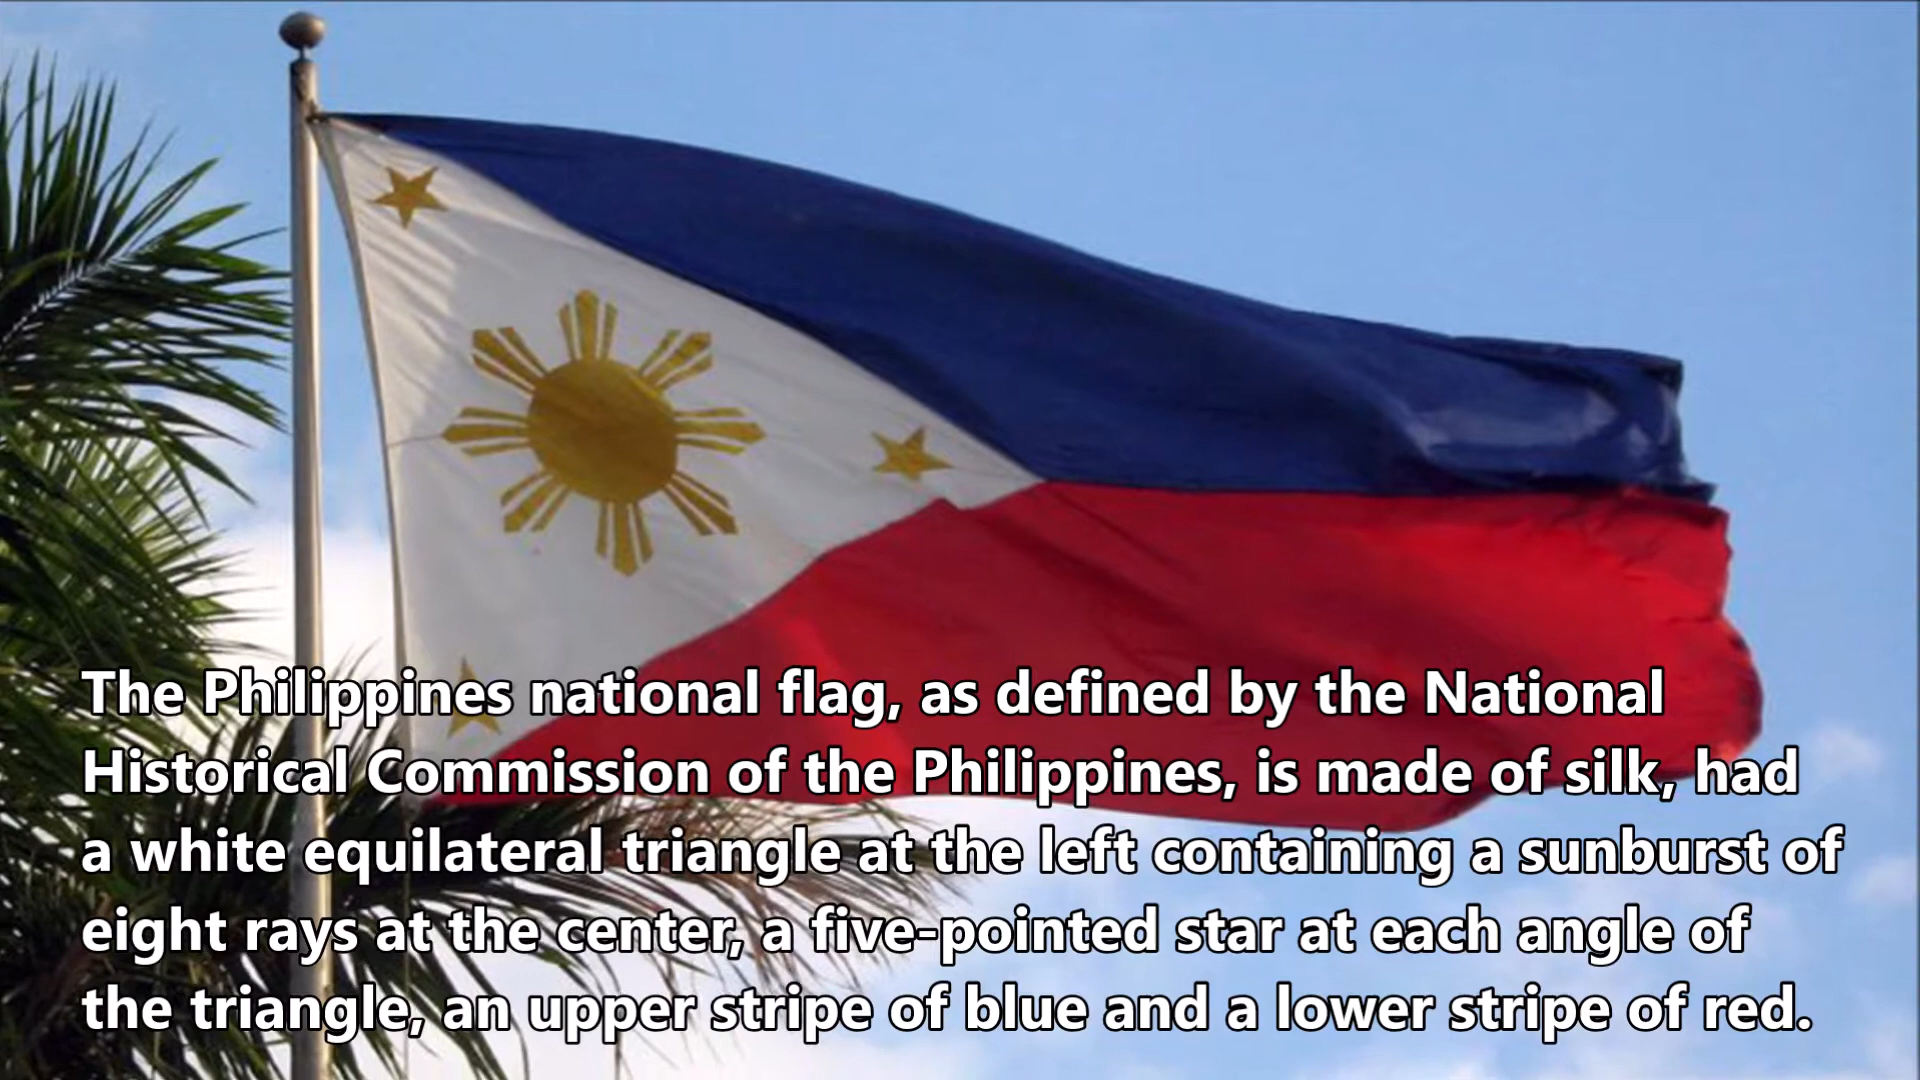 The Philippines national flag, as defined by the National
Historical Commission of the Philippines, is made of silk, had
a white equilateral triangle at the left containing a sunburst of
eight rays at the center, a five-pointed star at each angle of
the triangle, an upper stripe of blue and a lower stripe of red.